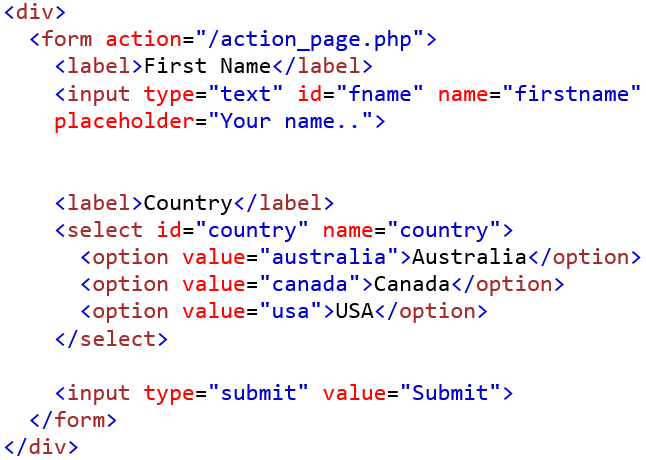 <div>
<form action="/action_page.php">
<label>First Name</label>
<input type="text" id="fname" name="firstname"
placeholder="Your name..">
<label>Country</label>
<select id="country" name="country">
<option value="australia">Australia</option>
<option value="canada">Canada</option>
<option value="usa">USA</option>
</select>
<input type="submit" value="Submit">
</form>
</div>